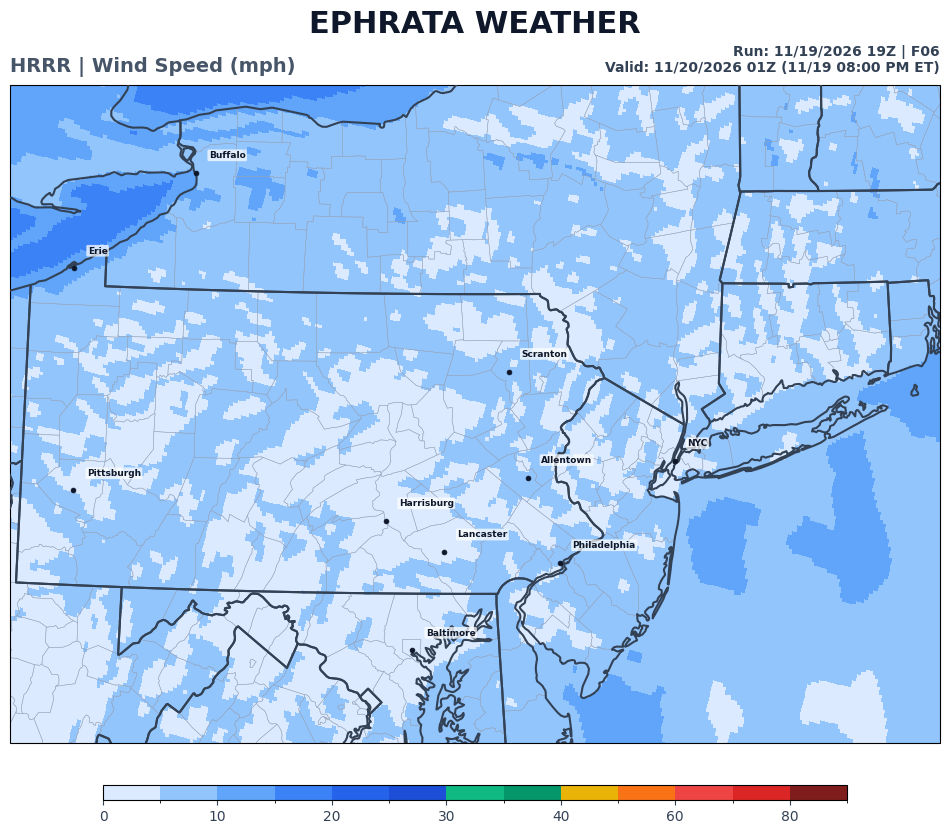 EPHRATA WEATHER
HRRR | Wind Speed (mph)
Run: 11/19/2026 19Z | F06
Valid: 11/20/2026 01Z (11/19 08:00 PM ET)
Buffalo
Erie
Scranton
NYC
Allentown
Pittsburgh
Harrisburg
Lancaster
Philadelphia
Baltimore
0 10 20 30 40 60 80